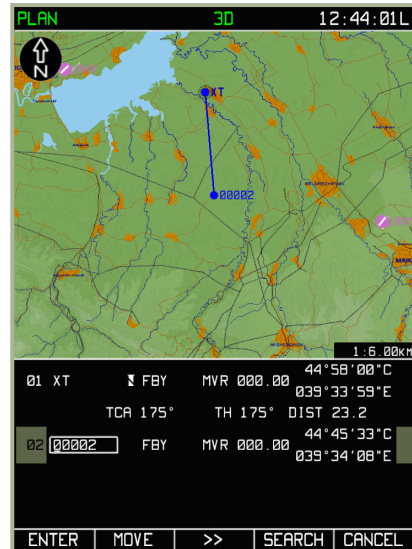 PLAN 3D 12:44:01L
N
XT
00002
BELORECHENSK
MAIK
1:6.00KM
01 XT N FBY MVR 000.00 44°58'00"C
039°33'59"E
TCA 175° TH 175° DIST 23.2
02 00002 FBY MVR 000.00 44°45'33"C
039°34'08"E
ENTER MOVE >> SEARCH CANCEL